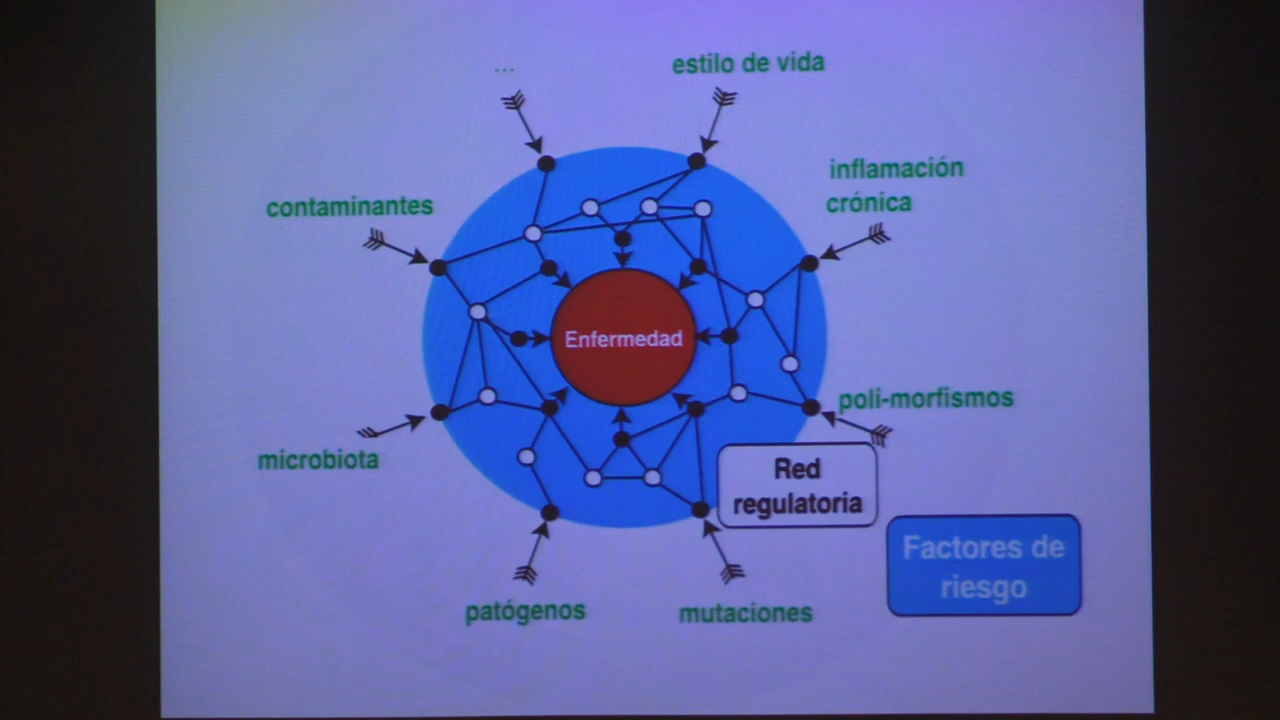 ...
estilo de vida
inflamación
crónica
contaminantes
Enfermedad
poli-morfismos
microbiota
Red
regulatoria
Factores de
riesgo
patógenos
mutaciones